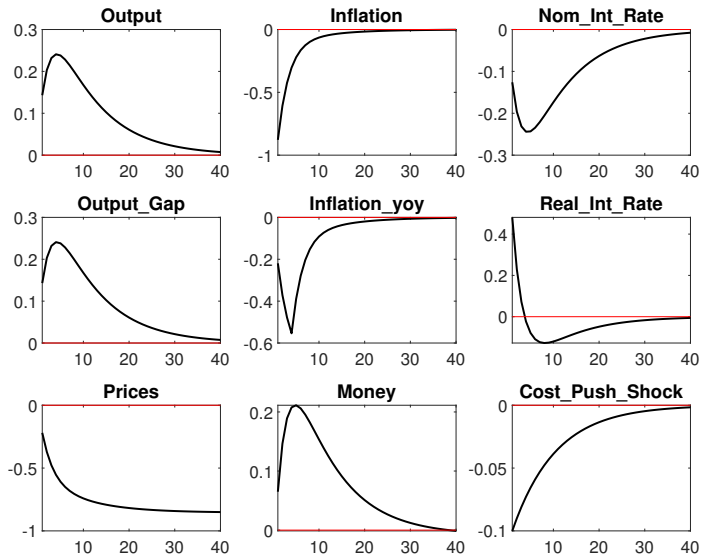 Output
0.3
0.2
0.1
0
10 20 30 40
Inflation
0
-0.5
-1
10 20 30 40
Nom_Int_Rate
0
-0.1
-0.2
-0.3
10 20 30 40
Output_Gap
0.3
0.2
0.1
0
10 20 30 40
Inflation_yoy
0
-0.2
-0.4
-0.6
10 20 30 40
Real_Int_Rate
0.4
0.2
0
10 20 30 40
Prices
0
-0.5
-1
10 20 30 40
Money
0.2
0.1
0
10 20 30 40
Cost_Push_Shock
0
-0.05
-0.1
10 20 30 40